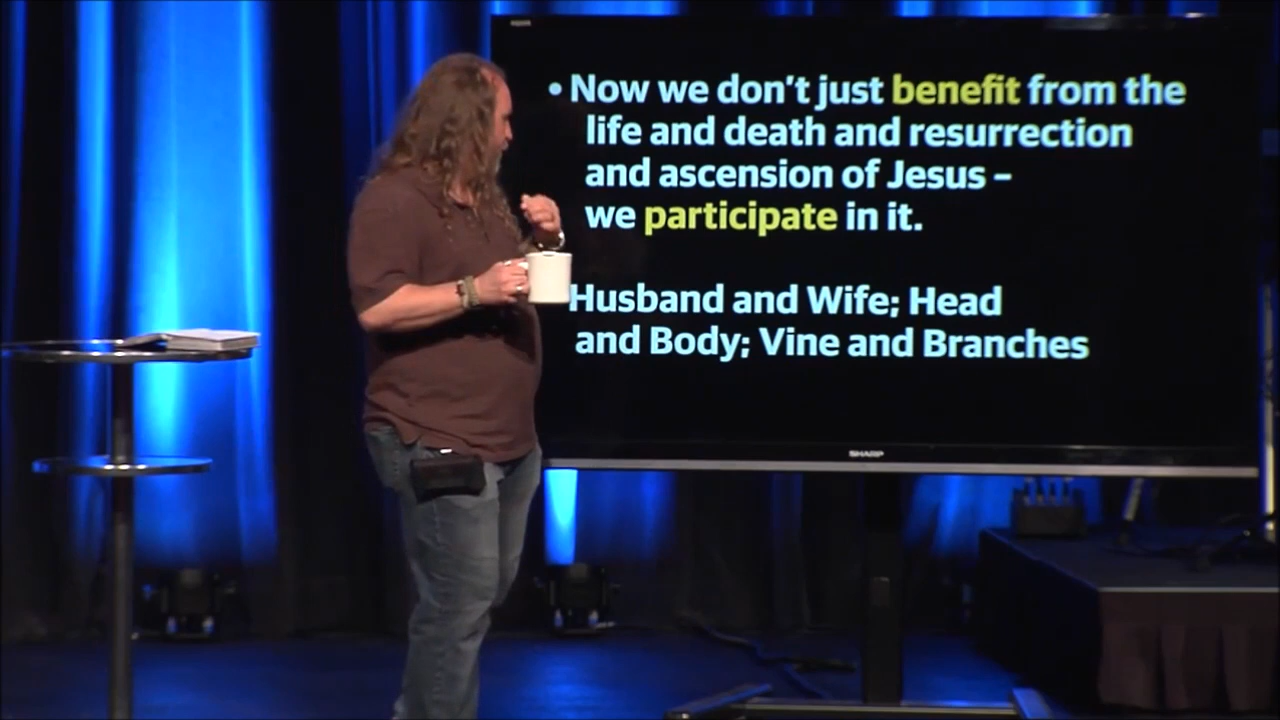 • Now we don't just benefit from the
life and death and resurrection
and ascension of Jesus –
we participate in it.
Husband and Wife; Head
and Body; Vine and Branches
SHARP